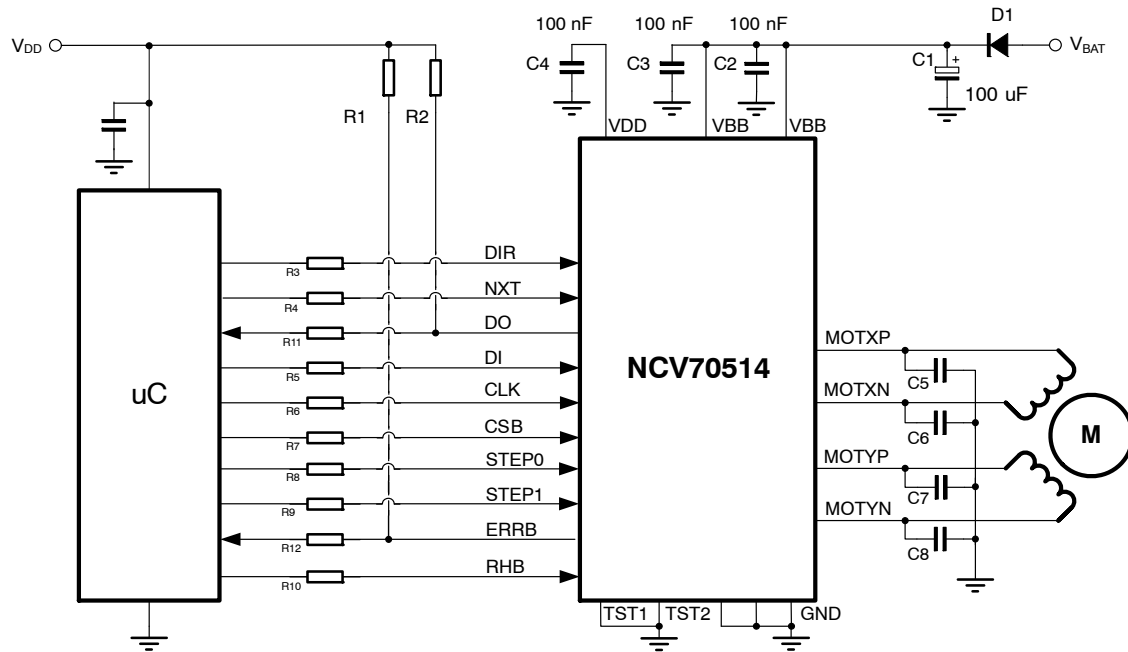 100 nF
100 nF
100 nF
D1
VDD
C4
C3
C2
C1
+
VBAT
100 uF
R1
R2
VDD
VBB
VBB
R3
DIR
R4
NXT
R11
DO
R5
DI
R6
CLK
R7
CSB
R8
STEP0
R9
STEP1
R12
ERRB
R10
RHB
uC
NCV70514
MOTXP
C5
MOTXN
C6
MOTYP
C7
MOTYN
C8
M
TST1
TST2
GND